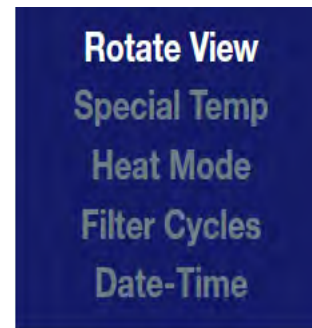 Rotate View
Special Temp
Heat Mode
Filter Cycles
Date-Time